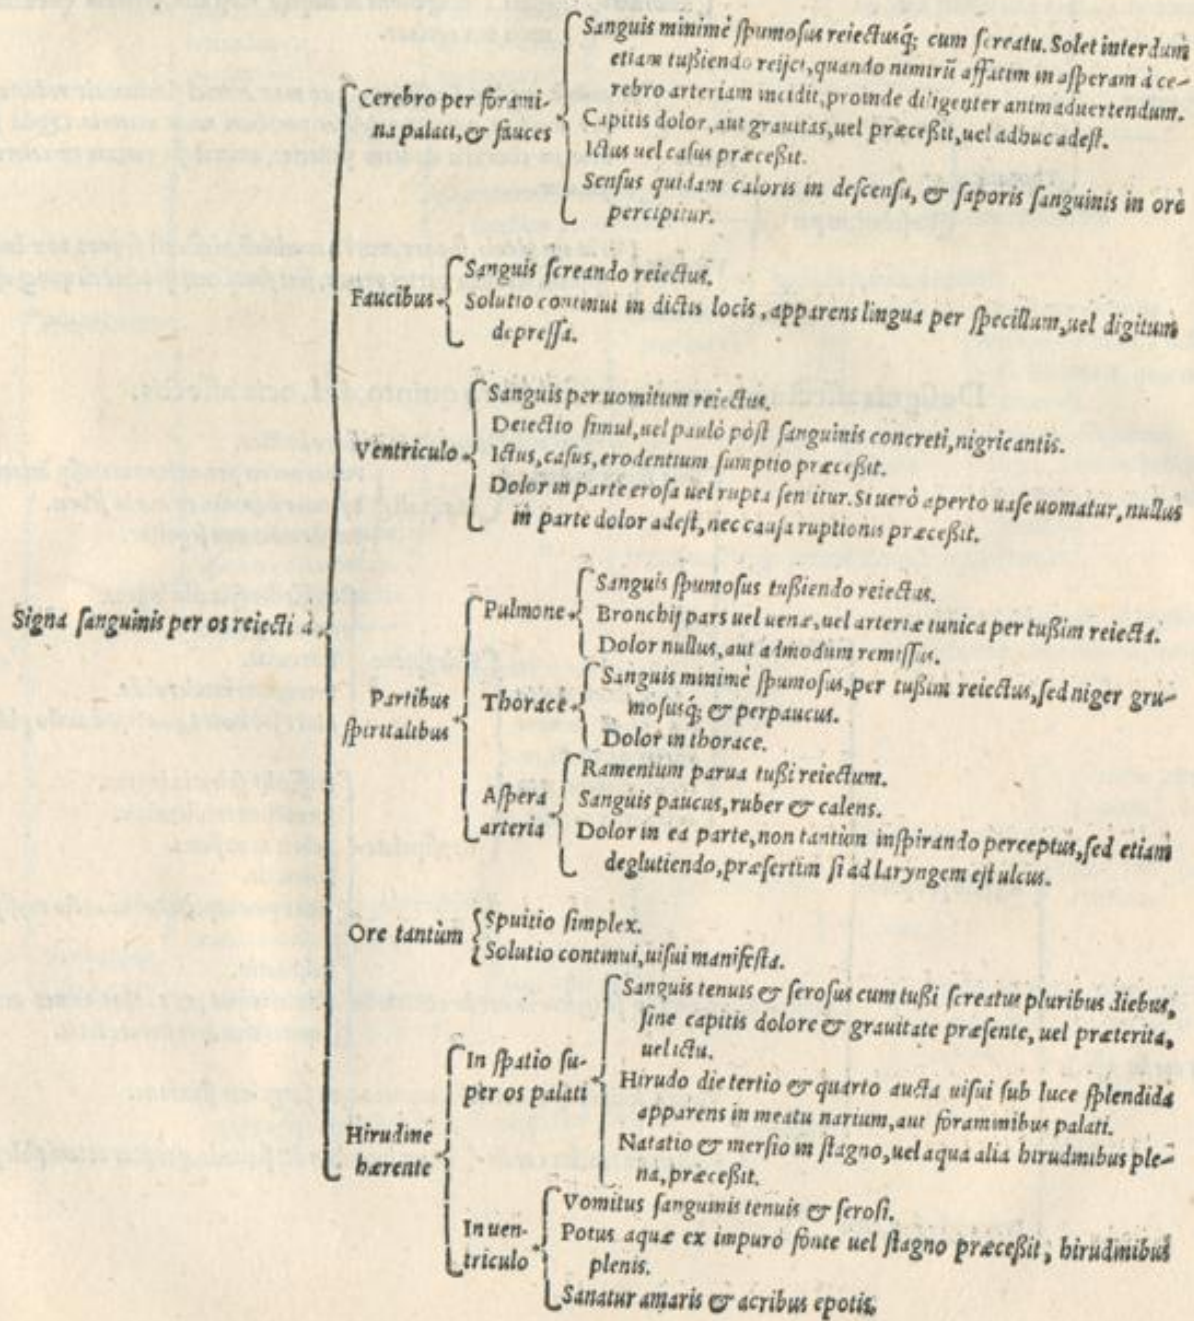 Sanguis minimè ſpumoſus reiectusq́; cum ſcreatu. Solet interdum
etiam tußiendo reijci, quando nimirũ affatim in aſperam à ce-
rebro arteriam incidit, proinde diligenter animaduertendum.
Cerebro per forami-
na palati, & fauces
Capitis dolor, aut grauitas, uel præceßit, uel adhuc adeſt.
Ictus uel caſus præceßit.
Senſus quidam caloris in deſcenſu, & ſaporis ſanguinis in ore
percipitur.
Faucibus
Sanguis ſcreando reiectus.
Solutio continui in dictis locis, apparens lingua per ſpecillum, uel digitum
depreſſa.
Ventriculo
Sanguis per uomitum reiectus.
Deiectio ſimul, uel paulò pòſt ſanguinis concreti, nigricantis.
Ictus, caſus, erodentium ſumptio præceßit.
Dolor in parte eroſa uel rupta ſentitur. Si uerò aperto uaſe uomatur, nullus
in parte dolor adeſt, nec cauſa ruptionis præceßit.
Signa ſanguinis per os reiecti à
Partibus
ſpiritalibus
Pulmone
Sanguis ſpumoſus tußiendo reiectus.
Bronchij pars uel uenæ, uel arteriæ tunica per tußim reiecta.
Dolor nullus, aut admodum remiſſus.
Thorace
Sanguis minimè ſpumoſus, per tußim reiectus, ſed niger gru-
moſusq́; & perpaucus.
Dolor in thorace.
Aſpera
arteria
Ramentum parua tußi reiectum.
Sanguis paucus, ruber & calens.
Dolor in ea parte, non tantùm inſpirando perceptus, ſed etiam
deglutiendo, præſertim ſi ad laryngem eſt ulcus.
Ore tantùm
Spuitio ſimplex.
Solutio continui, uiſui manifeſta.
Hirudine
hærente
In ſpatio ſu-
per os palati
Sanguis tenuis & ſeroſus cum tußi ſcreatus pluribus diebus,
ſine capitis dolore & grauitate præſente, uel præterita,
uel ictu.
Hirudo die tertio & quarto aucta uiſui ſub luce ſplendida
apparens in meatu narium, aut foraminibus palati.
Natatio & merſio in ſtagno, uel aqua alia hirudinibus ple-
na, præceßit.
In uen-
triculo
Vomitus ſanguinis tenuis & ſeroſi.
Potus aquæ ex impuro fonte uel ſtagno præceßit, hirudinibus
plenis.
Sanatur amaris & acribus epotis.